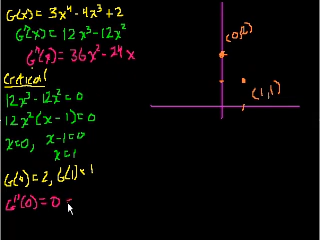 G(x) = 3x⁴ - 4x³ + 2
G'(x) = 12x³ - 12x²
G"(x) = 36x² - 24x
Critical
12x³ - 12x² = 0
12x²(x - 1) = 0
x = 0, x - 1 = 0
x = 1
G(0) = 2, G(1) = 1
G"(0) = 0
(0,2)
(1,1)